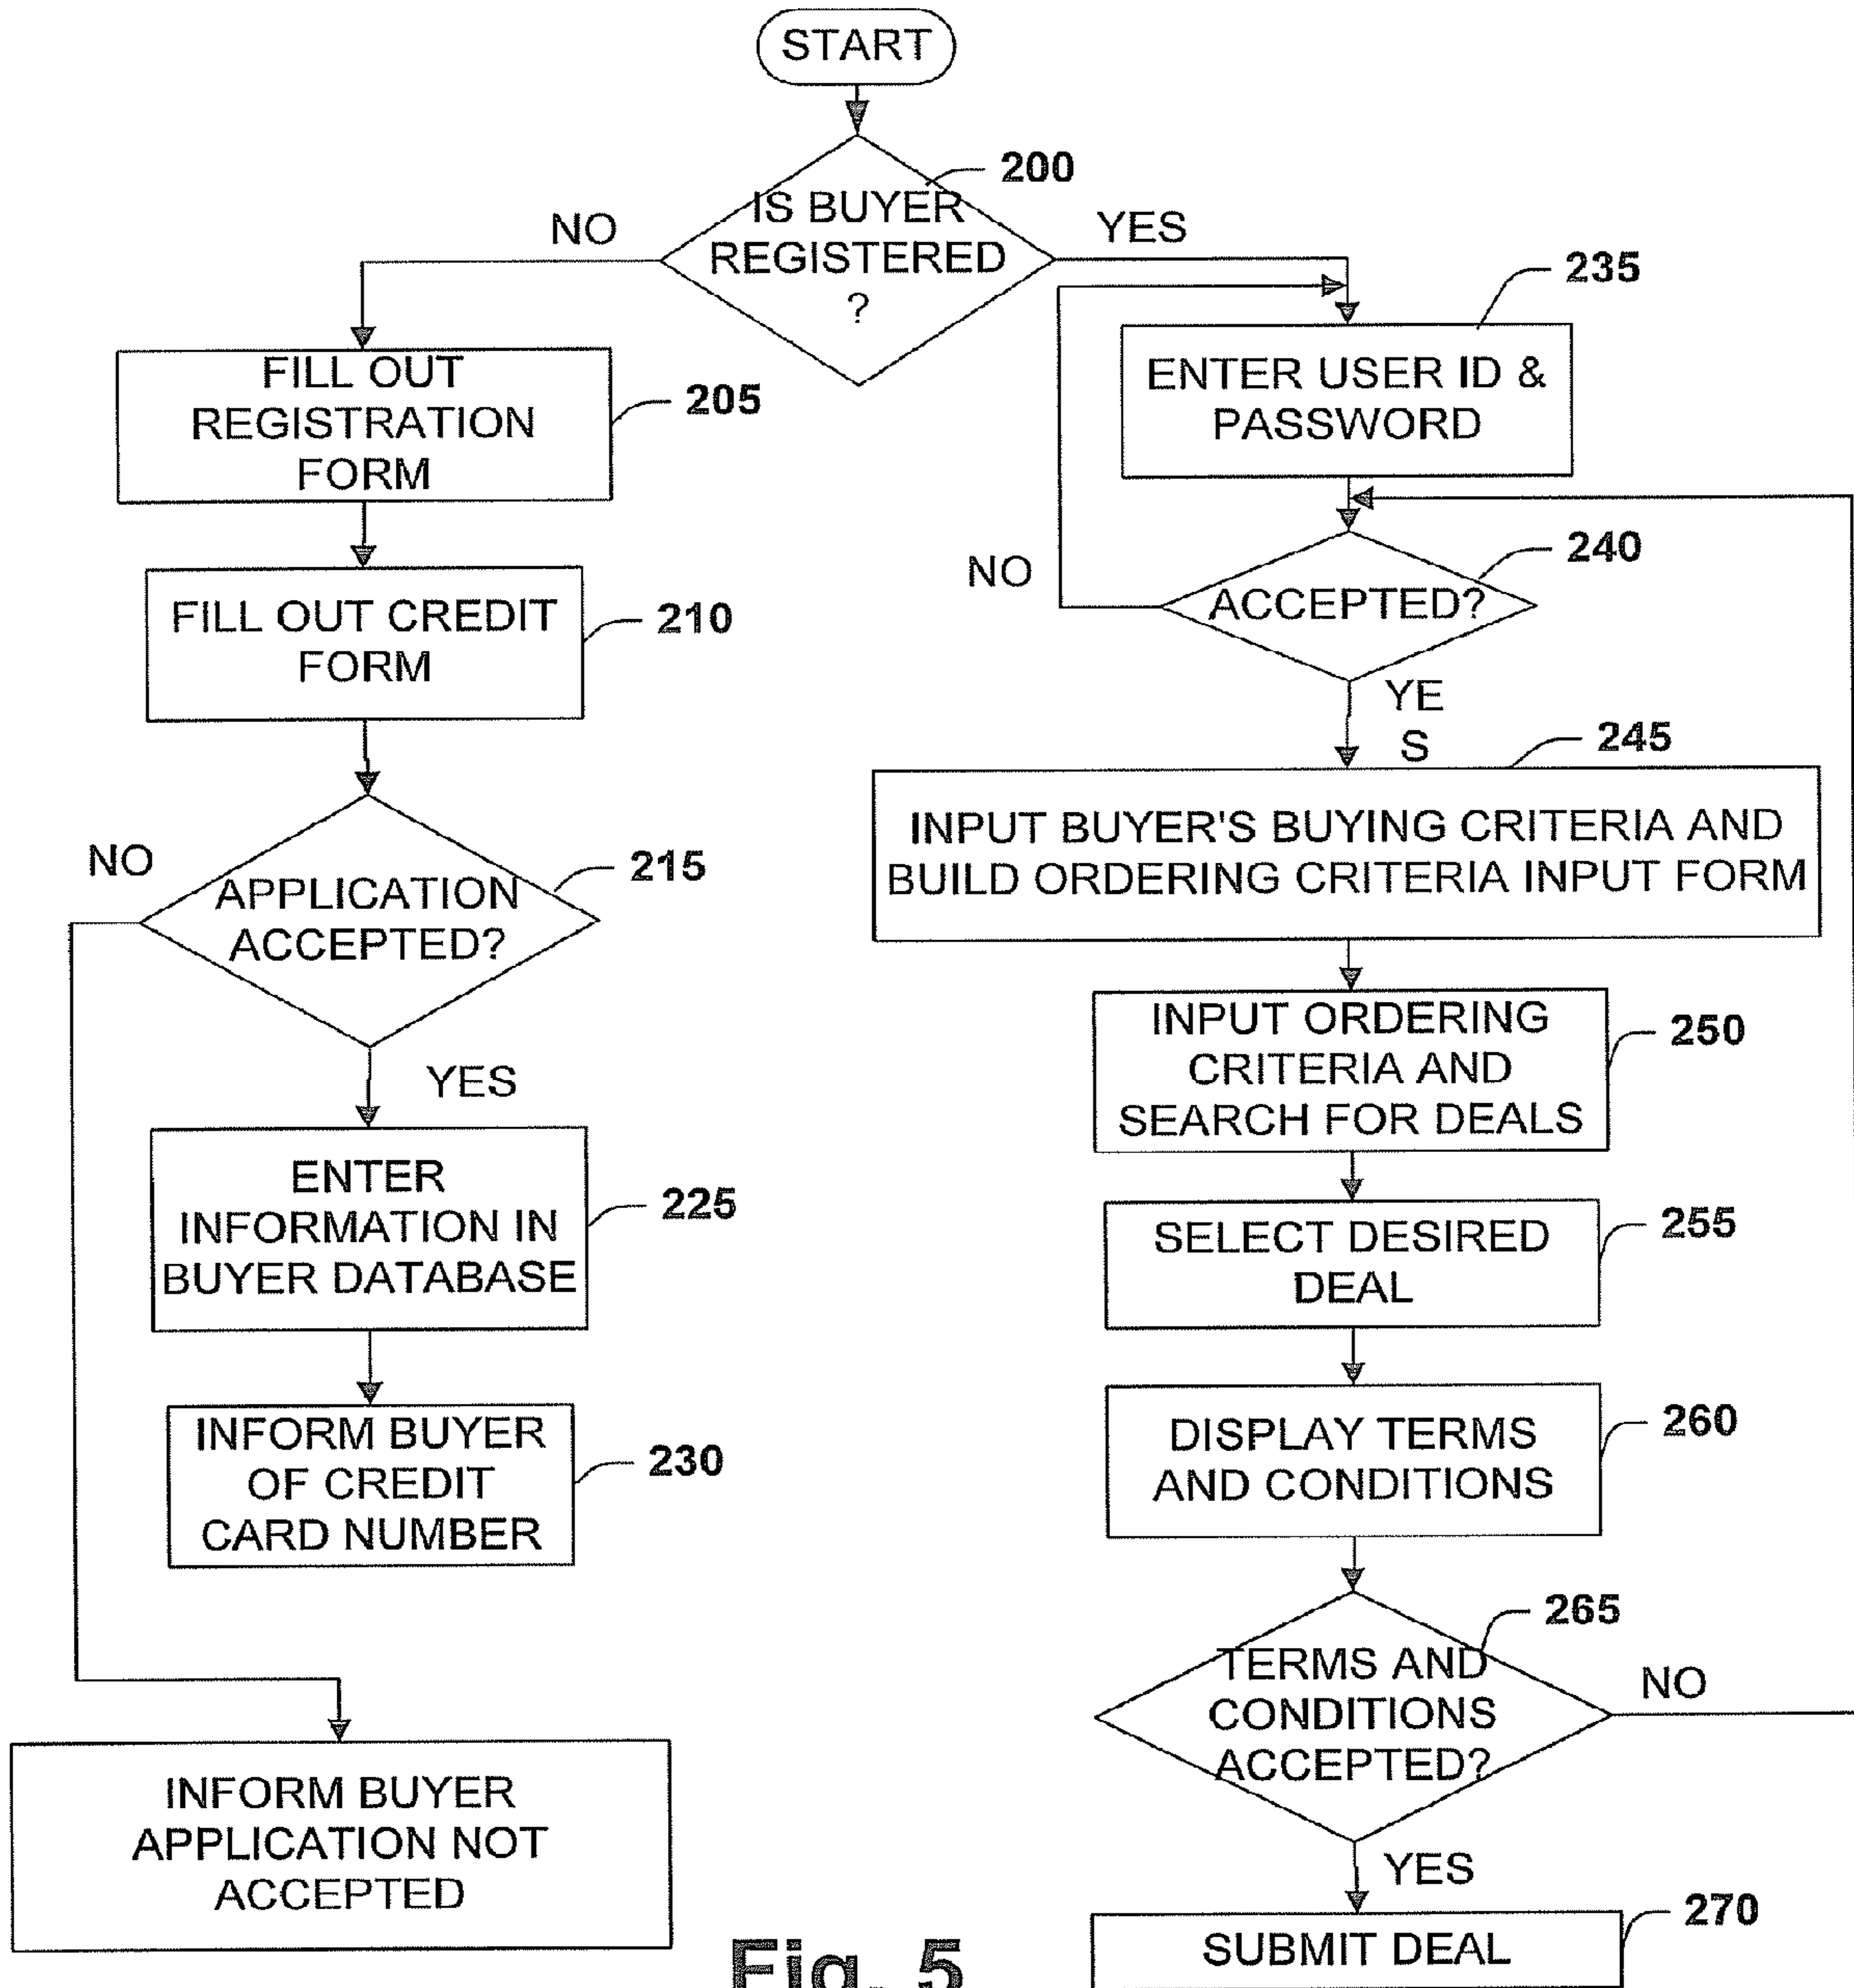 START
200
IS BUYER
REGISTERED
?
NO
YES
FILL OUT
REGISTRATION
FORM
205
FILL OUT CREDIT
FORM
210
NO
APPLICATION
ACCEPTED?
215
YES
ENTER
INFORMATION IN
BUYER DATABASE
225
INFORM BUYER
OF CREDIT
CARD NUMBER
230
INFORM BUYER
APPLICATION NOT
ACCEPTED
235
ENTER USER ID &
PASSWORD
240
NO
ACCEPTED?
YE
S
245
INPUT BUYER'S BUYING CRITERIA AND
BUILD ORDERING CRITERIA INPUT FORM
INPUT ORDERING
CRITERIA AND
SEARCH FOR DEALS
250
SELECT DESIRED
DEAL
255
DISPLAY TERMS
AND CONDITIONS
260
265
TERMS AND
CONDITIONS
ACCEPTED?
NO
YES
SUBMIT DEAL
270
Fig. 5